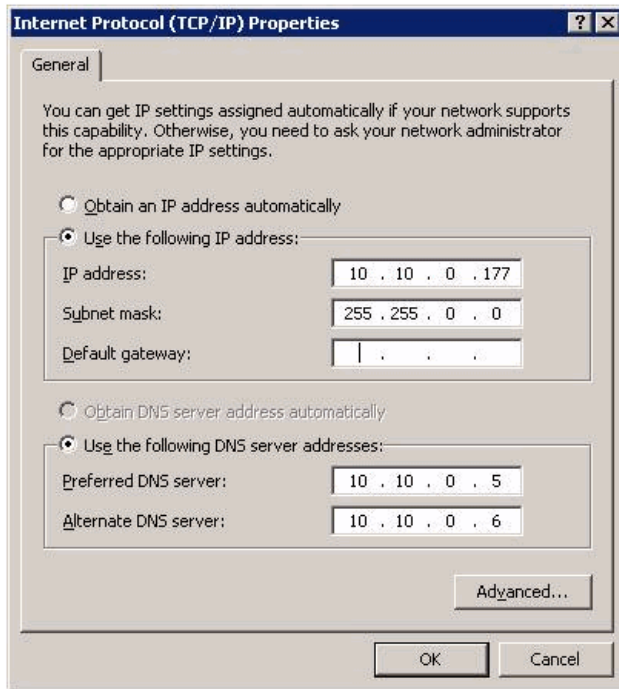 Internet Protocol (TCP/IP) Properties
General
You can get IP settings assigned automatically if your network supports
this capability. Otherwise, you need to ask your network administrator
for the appropriate IP settings.
Obtain an IP address automatically
Use the following IP address:
IP address: 10 . 10 . 0 . 177
Subnet mask: 255 . 255 . 0 . 0
Default gateway: . . .
Obtain DNS server address automatically
Use the following DNS server addresses:
Preferred DNS server: 10 . 10 . 0 . 5
Alternate DNS server: 10 . 10 . 0 . 6
Advanced...
OK Cancel